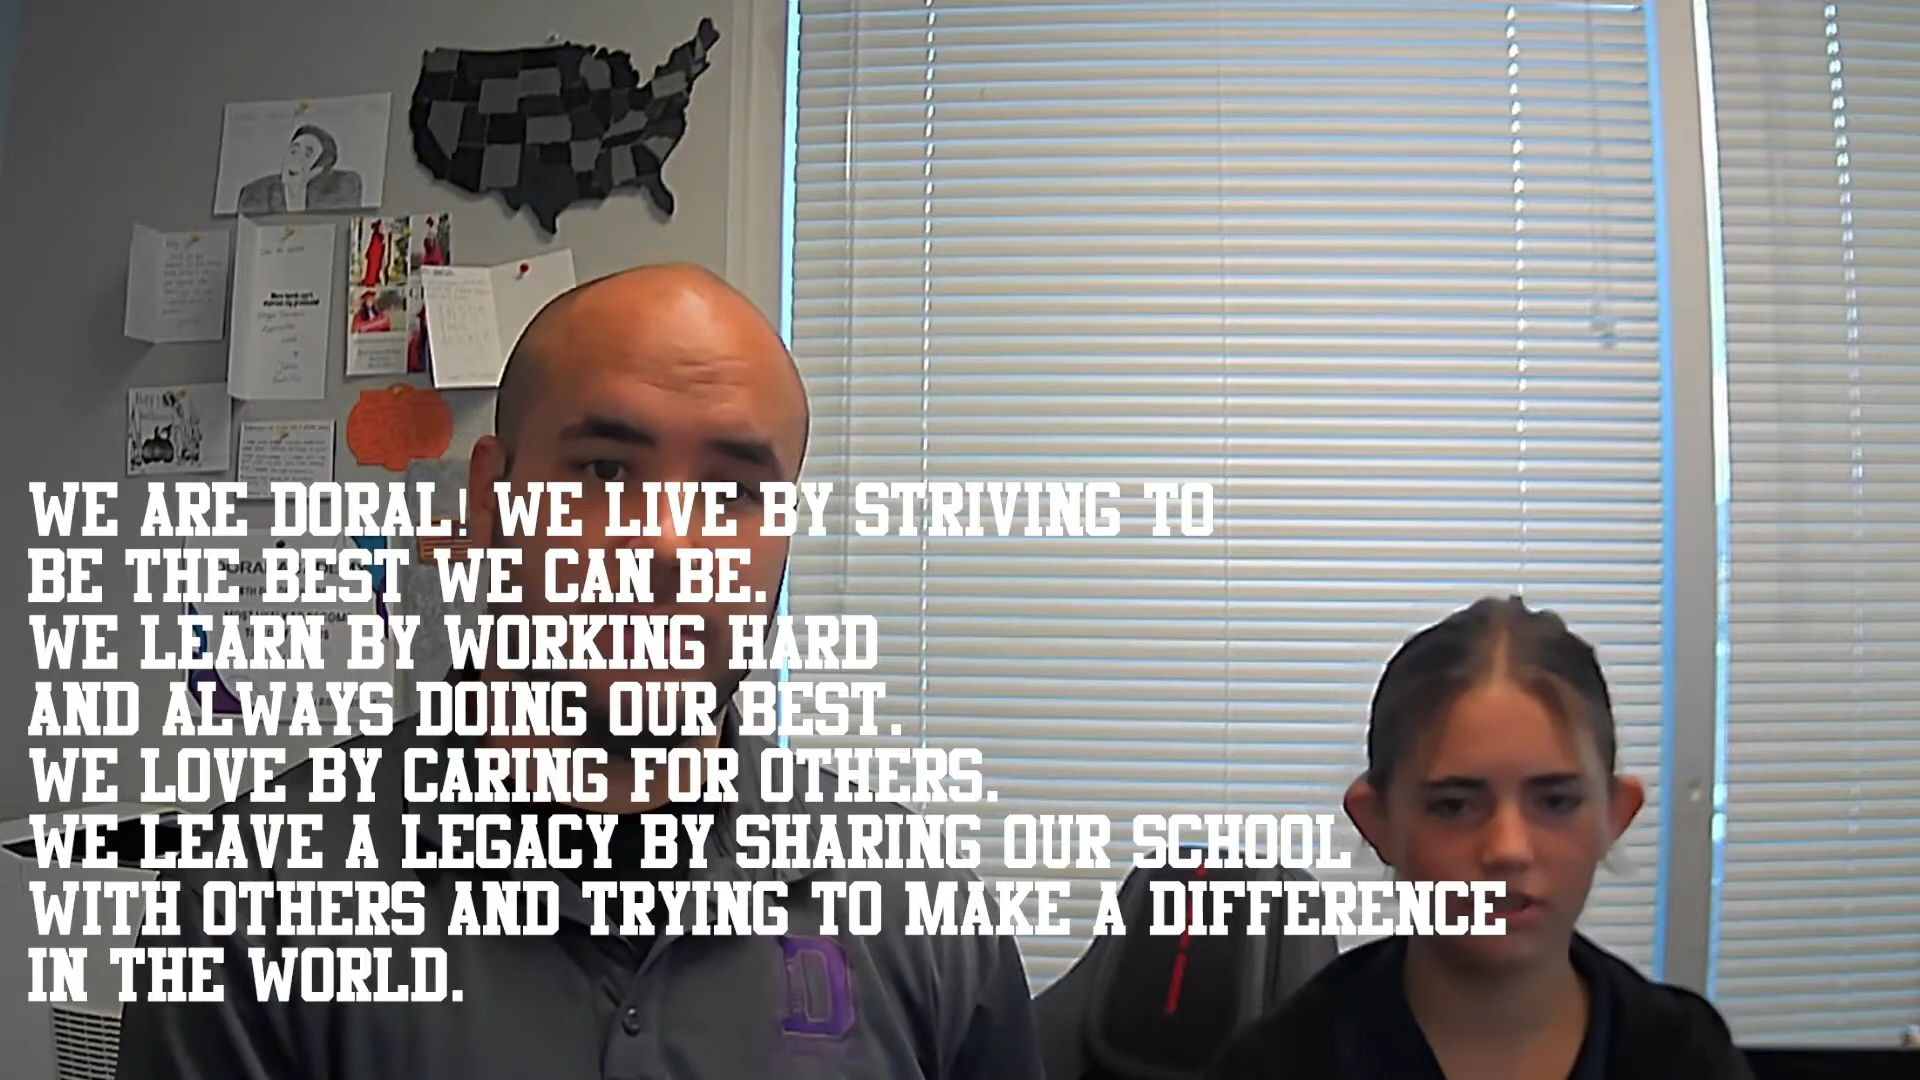 WE ARE DORAL! WE LIVE BY STRIVING TO
BE THE BEST WE CAN BE.
WE LEARN BY WORKING HARD
AND ALWAYS DOING OUR BEST.
WE LOVE BY CARING FOR OTHERS.
WE LEAVE A LEGACY BY SHARING OUR SCHOOL
WITH OTHERS AND TRYING TO MAKE A DIFFERENCE
IN THE WORLD.
D